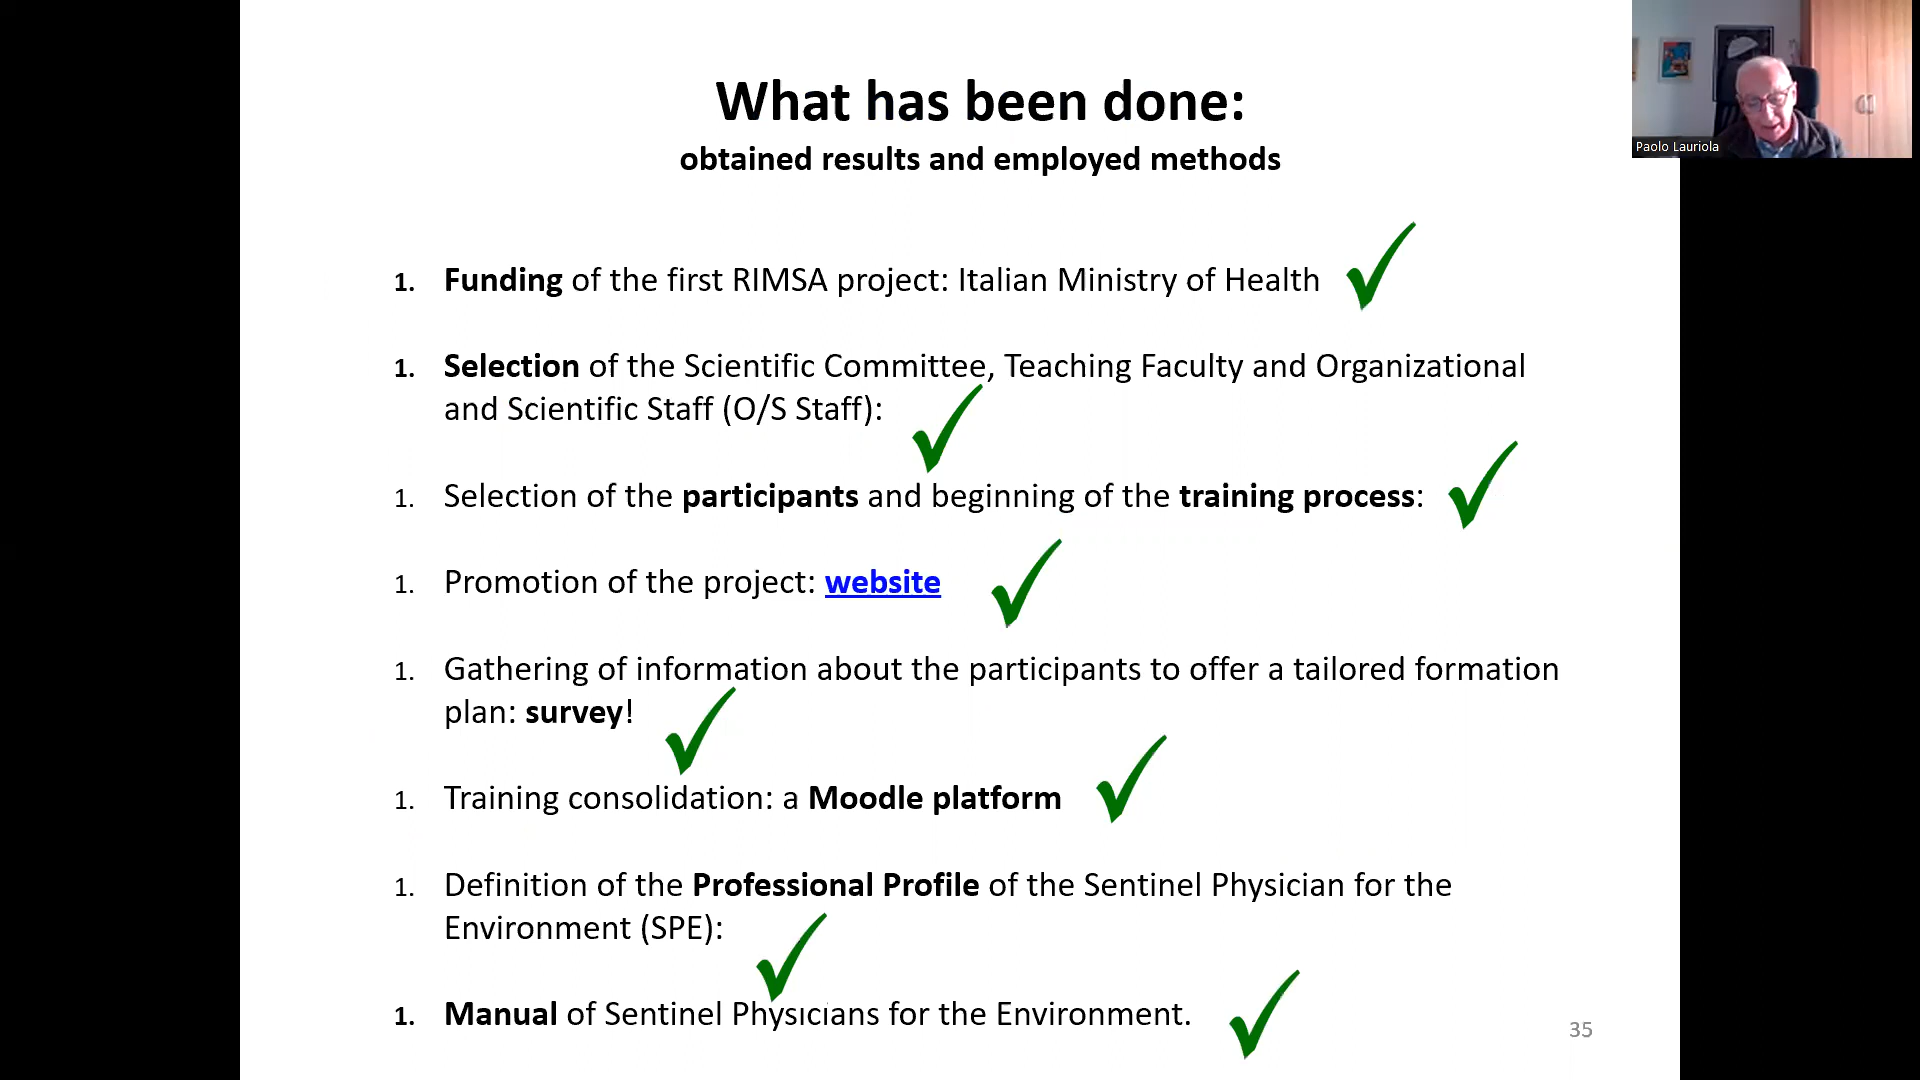 What has been done:
obtained results and employed methods
Paolo Lauriola
1. Funding of the first RIMSA project: Italian Ministry of Health
1. Selection of the Scientific Committee, Teaching Faculty and Organizational
and Scientific Staff (O/S Staff):
1. Selection of the participants and beginning of the training process:
1. Promotion of the project: website
1. Gathering of information about the participants to offer a tailored formation
plan: survey!
1. Training consolidation: a Moodle platform
1. Definition of the Professional Profile of the Sentinel Physician for the
Environment (SPE):
1. Manual of Sentinel Physicians for the Environment.
35